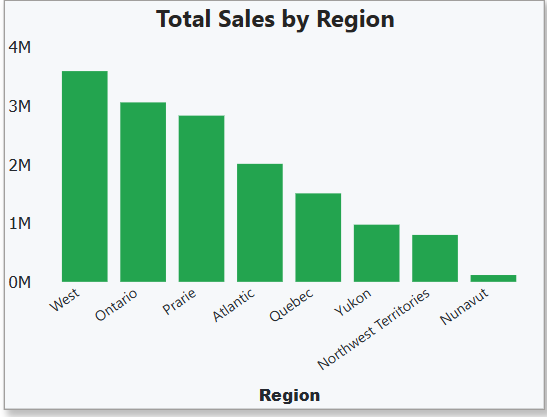 Total Sales by Region
4M
3M
2M
1M
0M
West
Ontario
Prarie
Atlantic
Quebec
Yukon
Northwest Territories
Nunavut
Region